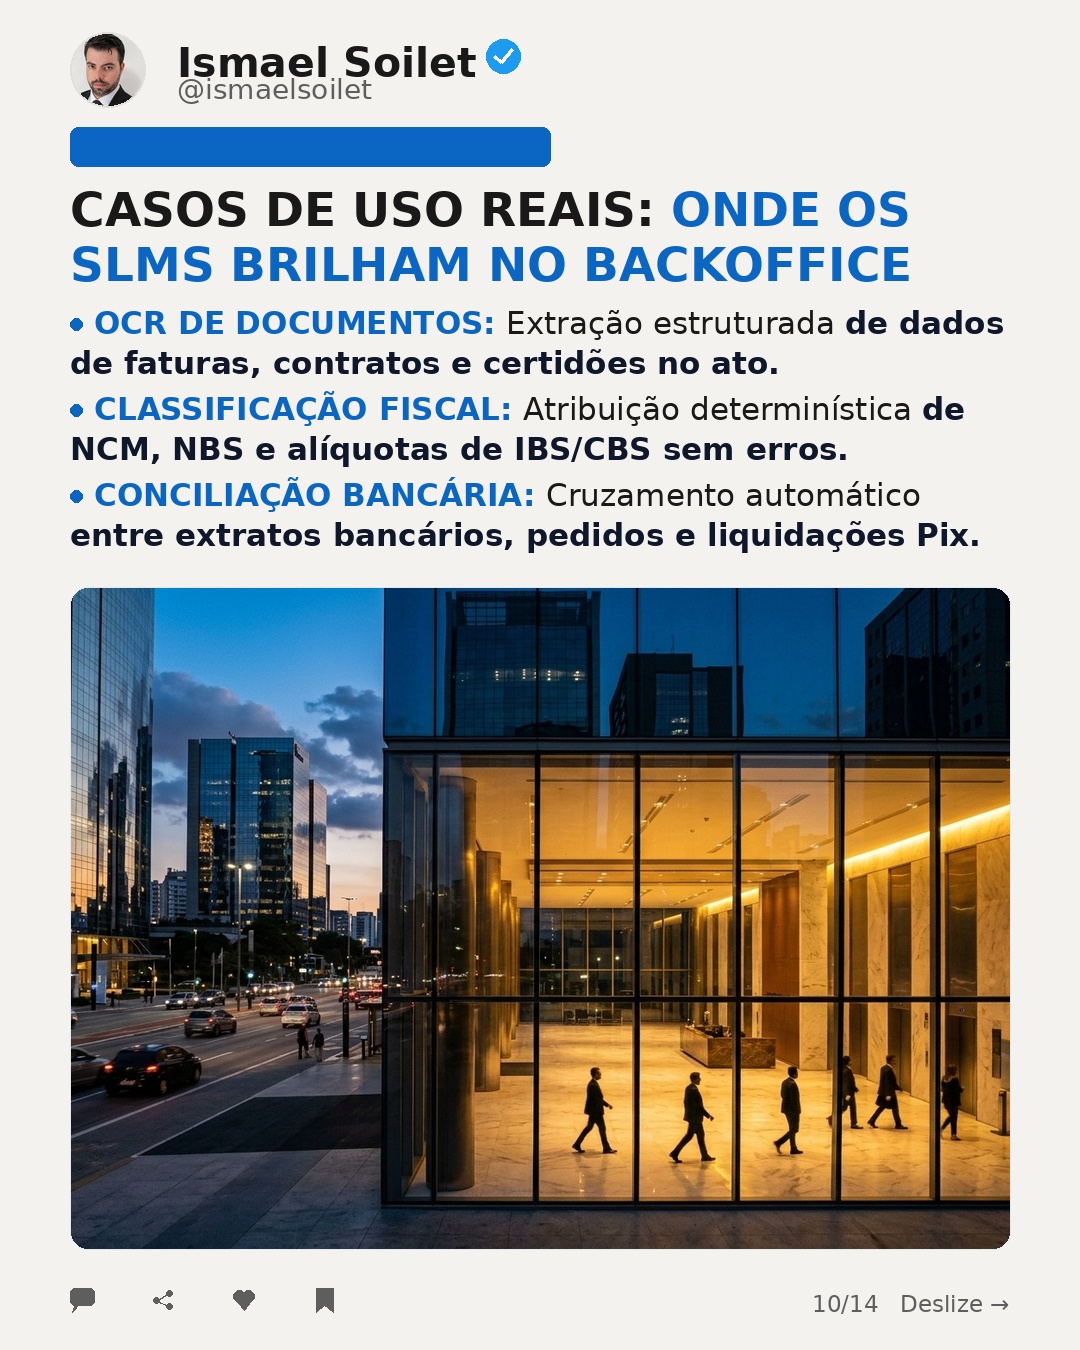 Ismael Soilet
@ismaelsoilet
CASOS DE USO REAIS: ONDE OS
SLMS BRILHAM NO BACKOFFICE
• OCR DE DOCUMENTOS: Extração estruturada de dados
de faturas, contratos e certidões no ato.
• CLASSIFICAÇÃO FISCAL: Atribuição determinística de
NCM, NBS e alíquotas de IBS/CBS sem erros.
• CONCILIAÇÃO BANCÁRIA: Cruzamento automático
entre extratos bancários, pedidos e liquidações Pix.
10/14 Deslize →